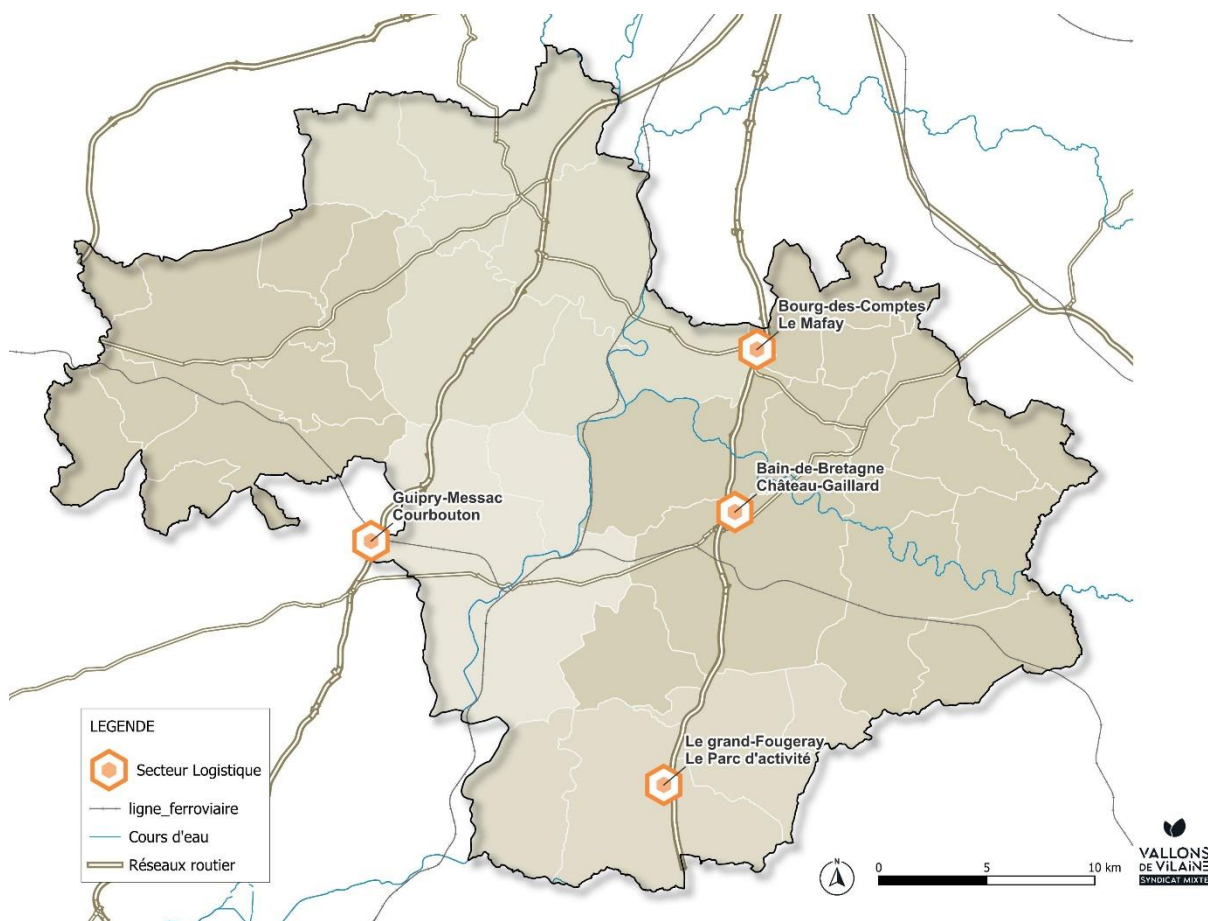 Bourg-des-Comptes
Le Mafay
Bain-de-Bretagne
Château-Gaillard
Guipry-Messac
Courbouton
Le grand-Fougeray
Le Parc d'activité
LEGENDE
Secteur Logistique
ligne_ferroviaire
Cours d'eau
Réseaux routier
N
0 5 10 km
VALLONS
DE VILAINE
SYNDICAT MIXTE